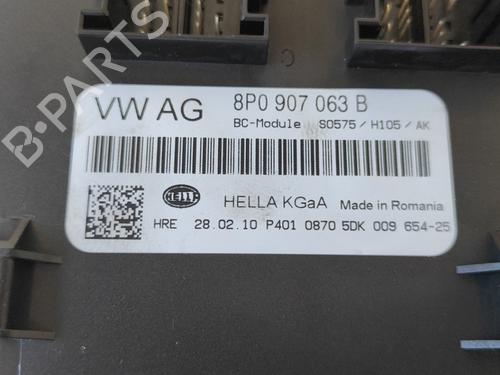 C
VW AG 8P0 907 063 B
BC-Module S0575 / H105 / AK
HELLA HELLA KGaA Made in Romania
HRE 28.02.10 P401 0870 5DK 009 654-25
B-PARTS